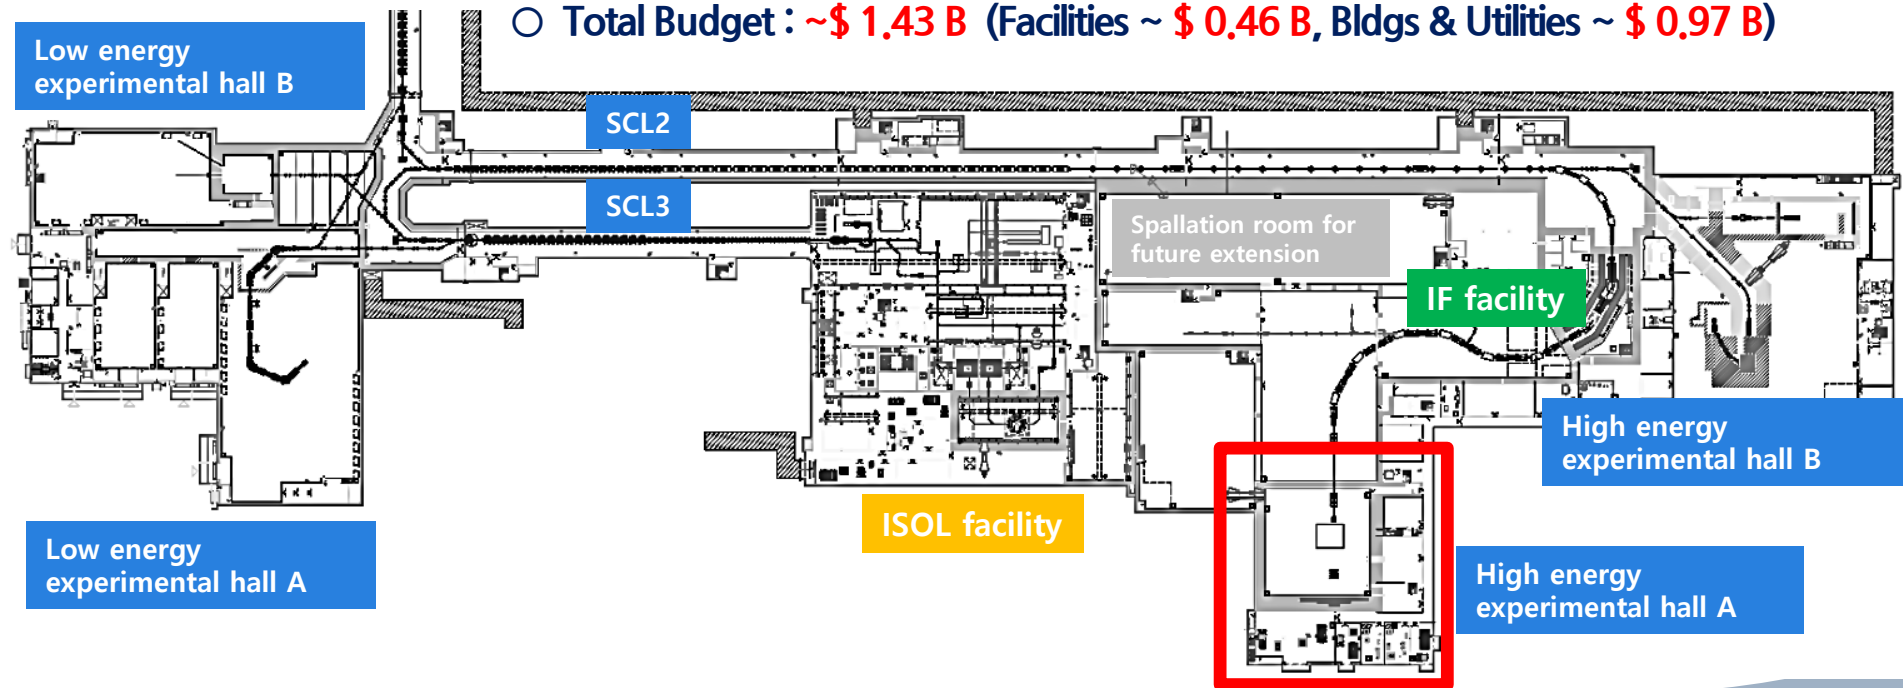 ○ Total Budget : ~$ 1.43 B (Facilities ~ $ 0.46 B, Bldgs & Utilities ~ $ 0.97 B)
Low energy
experimental hall B
SCL2
SCL3
Spallation room for
future extension
IF facility
High energy
experimental hall B
ISOL facility
Low energy
experimental hall A
High energy
experimental hall A